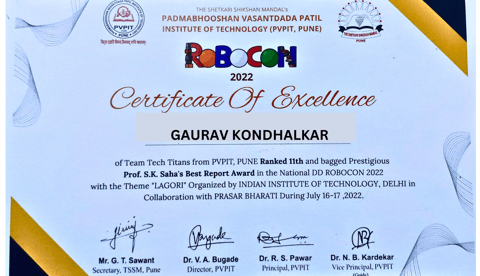 THE SHETKARI SHIKSHAN MANDAL's
PADMABHOOSHAN VASANTDADA PATIL
INSTITUTE OF TECHNOLOGY (PVPIT, PUNE)
PVPIT
ROBOCON
2022
Certificate Of Excellence
GAURAV KONDHALKAR
of Team Tech Titans from PVPIT, PUNE Ranked 11th and bagged Prestigious
Prof. S.K. Saha's Best Report Award in the National DD ROBOCON 2022
with the Theme "LAGORI" Organized by INDIAN INSTITUTE OF TECHNOLOGY, DELHI in
Collaboration with PRASAR BHARATI During July 16-17 ,2022.
Mr. G. T. Sawant
Secretary, TSSM, Pune
Dr. V. A. Bugade
Director, PVPIT
Dr. R. S. Pawar
Principal, PVPIT
Dr. N. B. Kardekar
Vice Principal, PVPIT